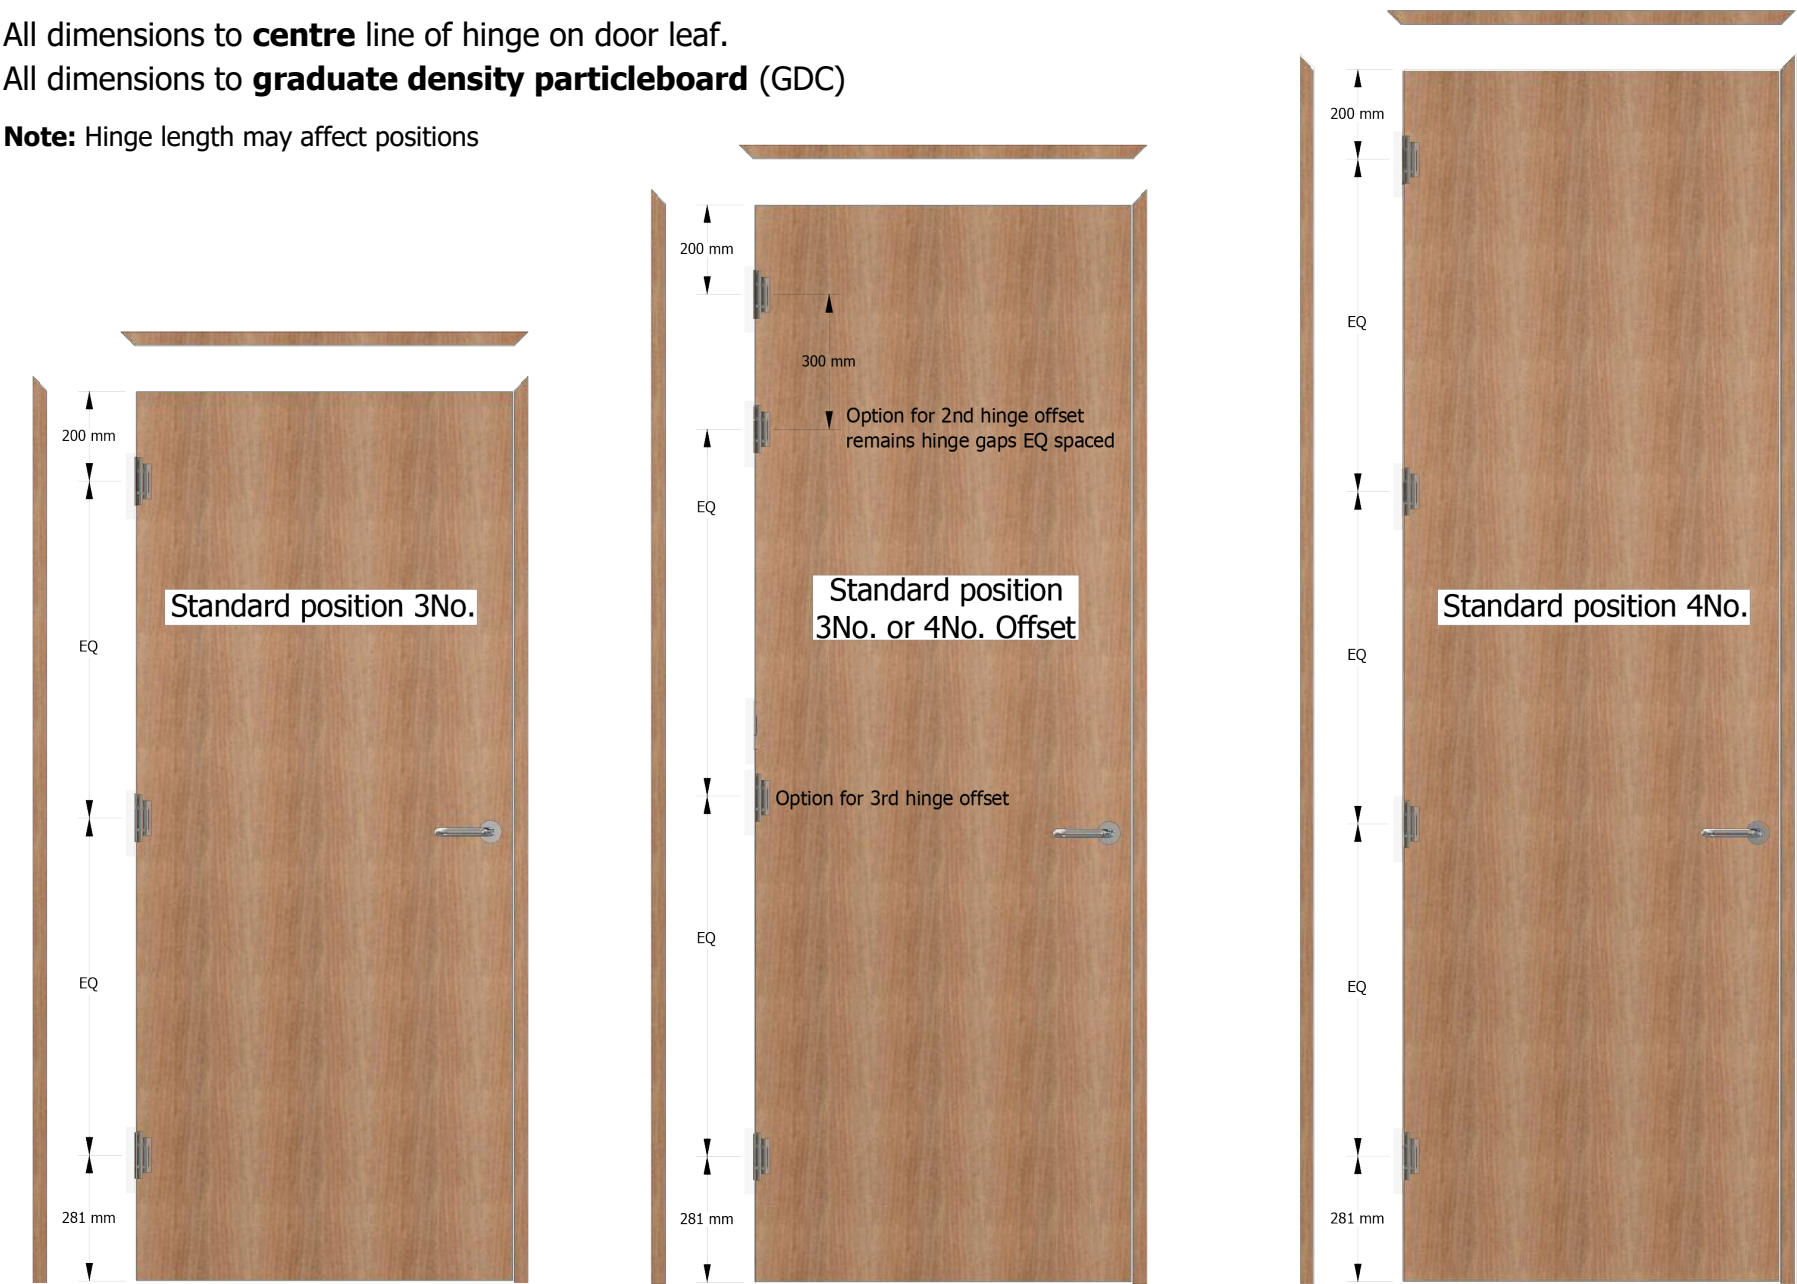 All dimensions to centre line of hinge on door leaf.
All dimensions to graduate density particleboard (GDC)
Note: Hinge length may affect positions
200 mm
EQ
Standard position 3No.
EQ
281 mm
200 mm
300 mm
Option for 2nd hinge offset
remains hinge gaps EQ spaced
EQ
Standard position
3No. or 4No. Offset
Option for 3rd hinge offset
EQ
281 mm
200 mm
EQ
Standard position 4No.
EQ
EQ
281 mm